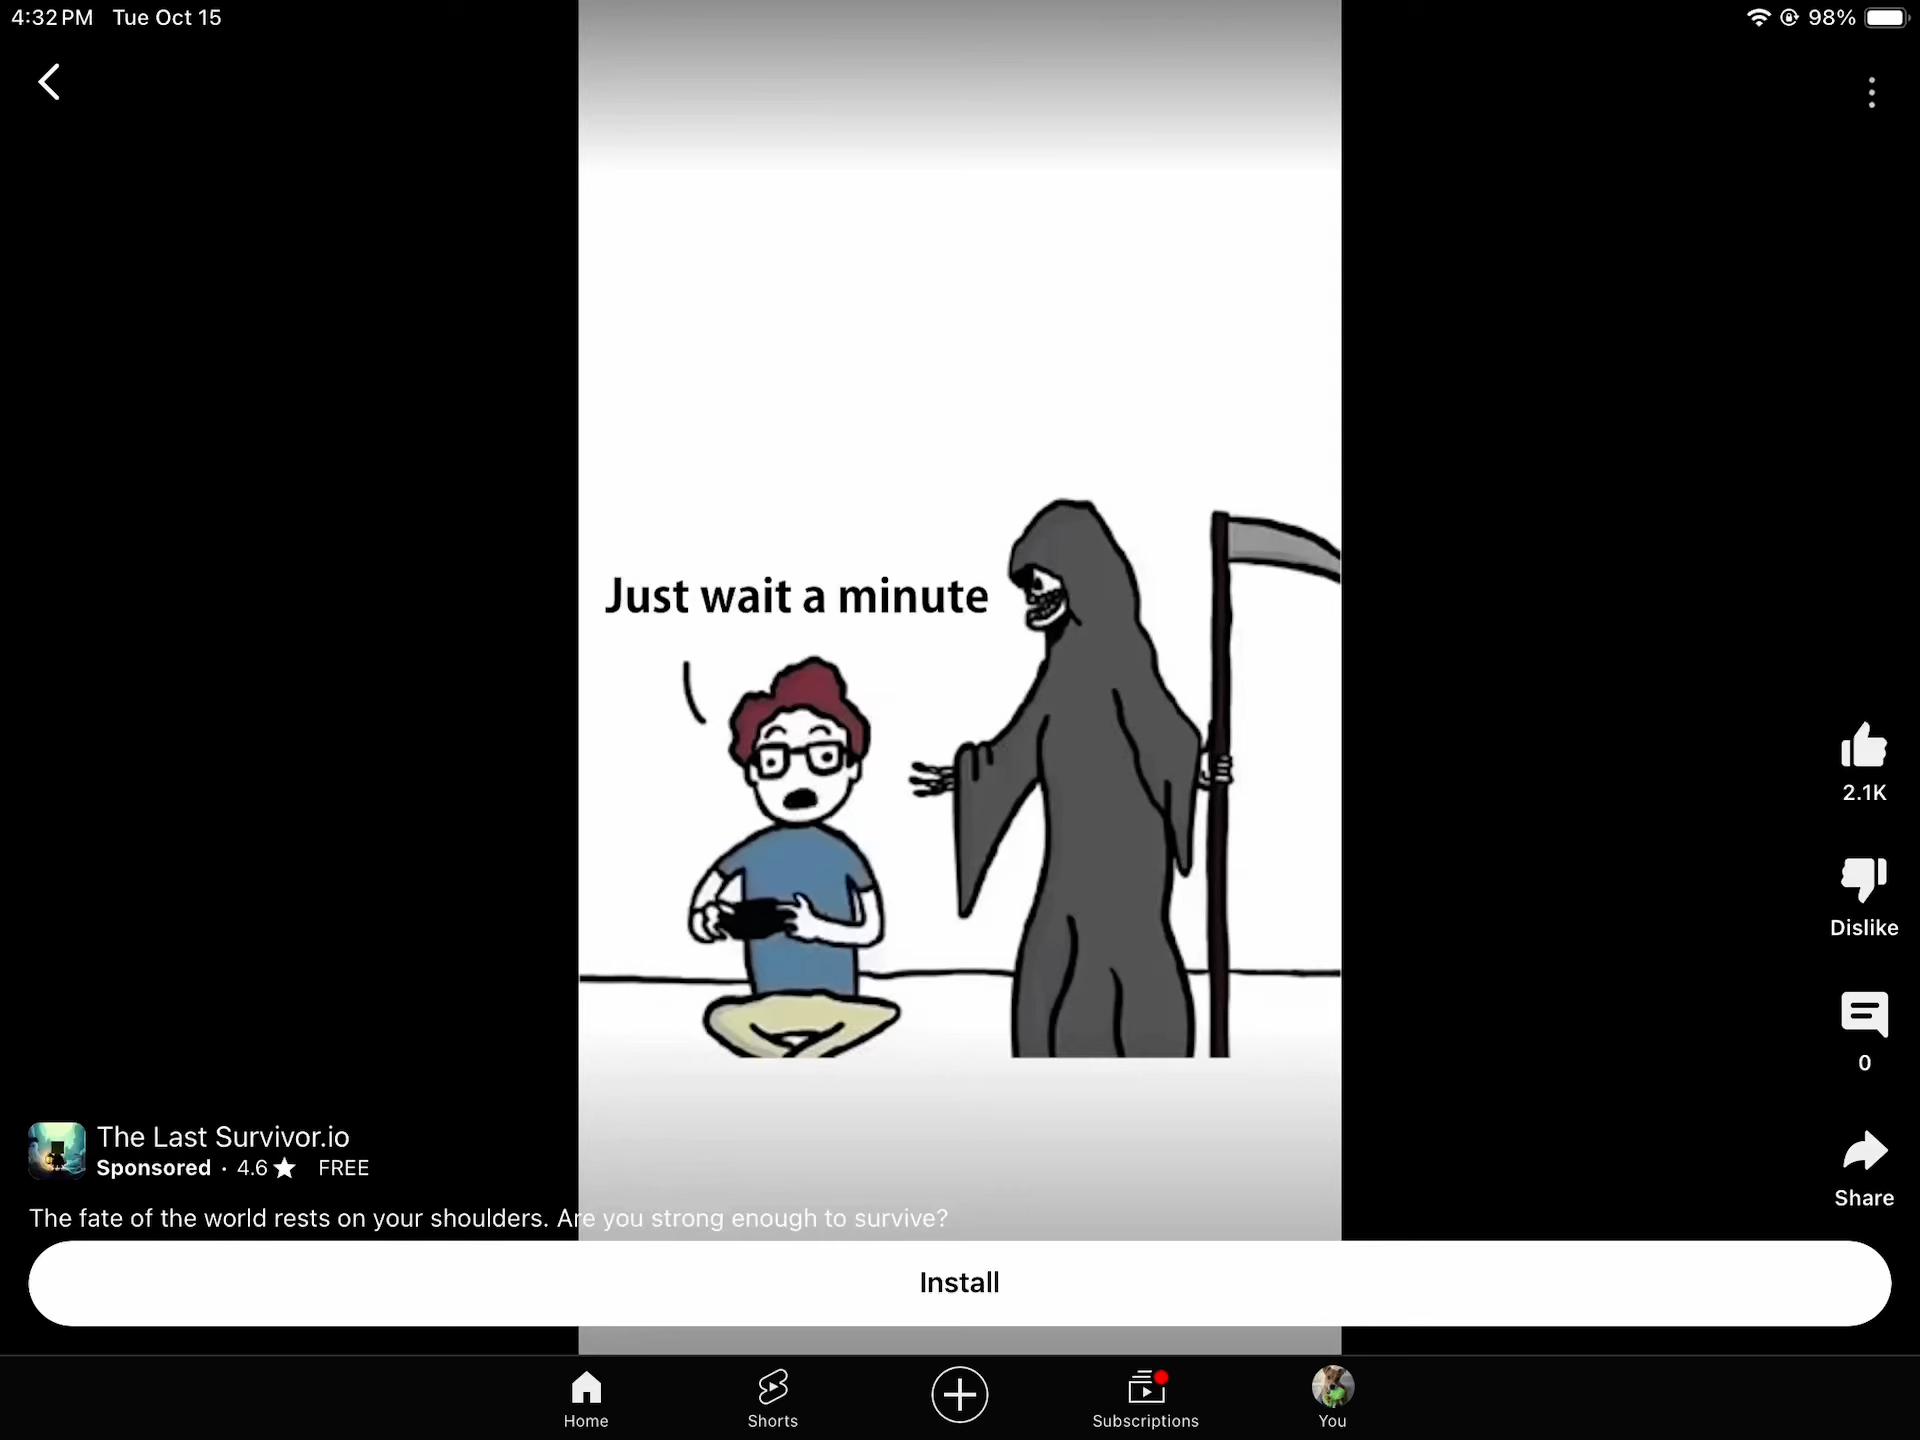 4:32 PM Tue Oct 15
98%
Just wait a minute
2.1K
Dislike
0
Share
The Last Survivor.io
Sponsored · 4.6★ FREE
The fate of the world rests on your shoulders. Are you strong enough to survive?
Install
Home
Shorts
Subscriptions
You